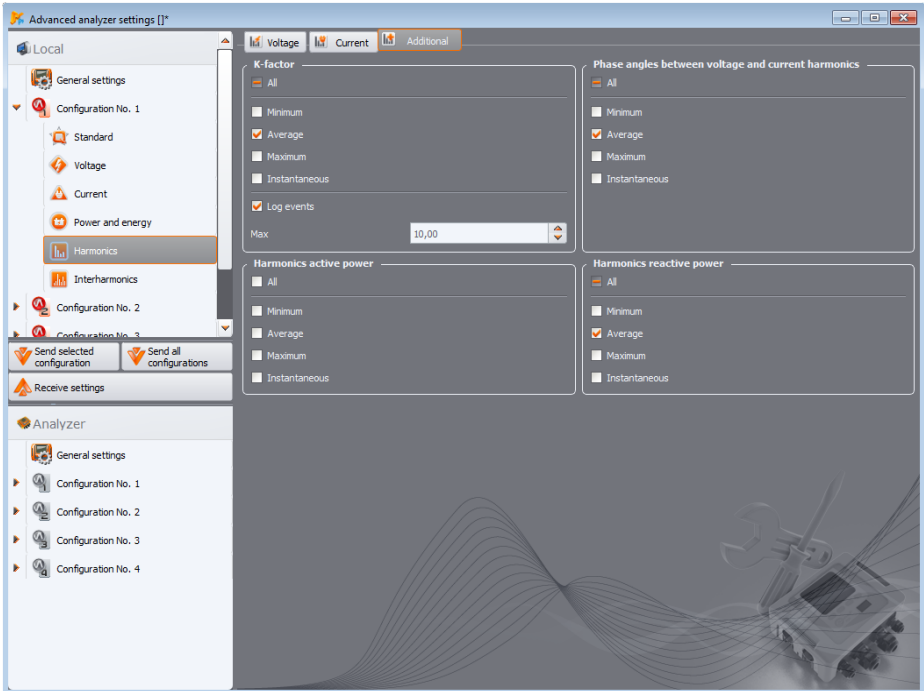 Advanced analyzer settings []*
Local
General settings
Configuration No. 1
Standard
Voltage
Current
Power and energy
Harmonics
Interharmonics
Configuration No. 2
Configuration No. 3
Send selected
configuration
Send all
configurations
Receive settings
Analyzer
General settings
Configuration No. 1
Configuration No. 2
Configuration No. 3
Configuration No. 4
Voltage
Current
Additional
K-factor
All
Minimum
Average
Maximum
Instantaneous
Log events
Max
10,00
Phase angles between voltage and current harmonics
All
Minimum
Average
Maximum
Instantaneous
Harmonics active power
All
Minimum
Average
Maximum
Instantaneous
Harmonics reactive power
All
Minimum
Average
Maximum
Instantaneous